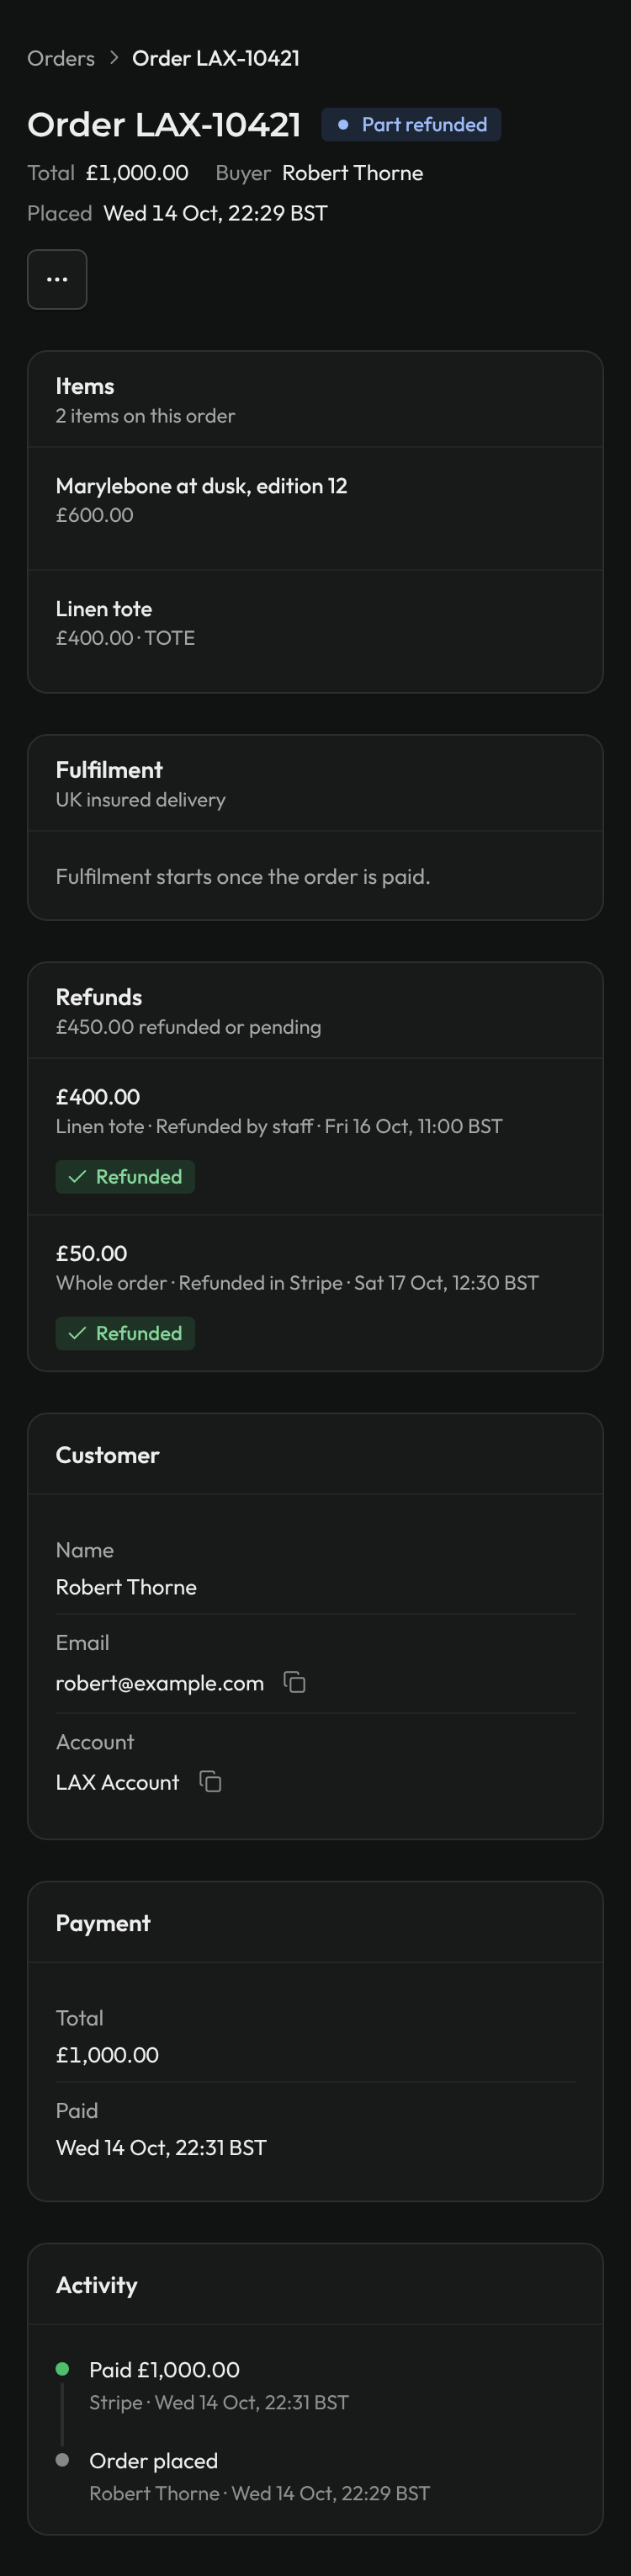 Orders > Order LAX-10421
Order LAX-10421 Part refunded
Total £1,000.00 Buyer Robert Thorne
Placed Wed 14 Oct, 22:29 BST
Items
2 items on this order
Marylebone at dusk, edition 12
£600.00
Linen tote
£400.00 · TOTE
Fulfilment
UK insured delivery
Fulfilment starts once the order is paid.
Refunds
£450.00 refunded or pending
£400.00
Linen tote · Refunded by staff · Fri 16 Oct, 11:00 BST
Refunded
£50.00
Whole order · Refunded in Stripe · Sat 17 Oct, 12:30 BST
Refunded
Customer
Name
Robert Thorne
Email
robert@example.com
Account
LAX Account
Payment
Total
£1,000.00
Paid
Wed 14 Oct, 22:31 BST
Activity
Paid £1,000.00
Stripe · Wed 14 Oct, 22:31 BST
Order placed
Robert Thorne · Wed 14 Oct, 22:29 BST